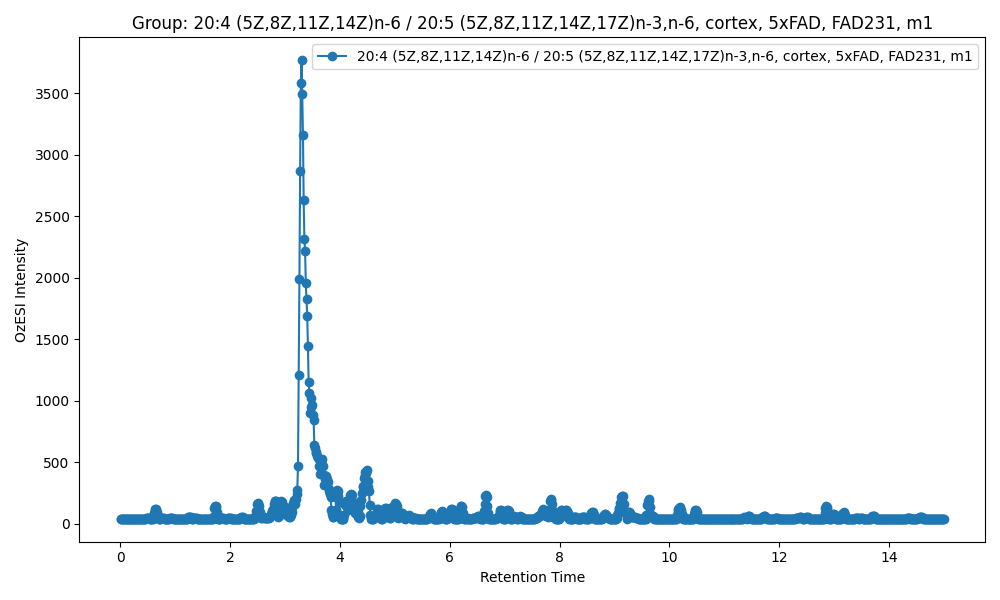 Group: 20:4 (5Z,8Z,11Z,14Z)n-6 / 20:5 (5Z,8Z,11Z,14Z,17Z)n-3,n-6, cortex, 5xFAD, FAD231, m1
20:4 (5Z,8Z,11Z,14Z)n-6 / 20:5 (5Z,8Z,11Z,14Z,17Z)n-3,n-6, cortex, 5xFAD, FAD231, m1
3500
3000
2500
2000
1500
1000
500
0
OzESI Intensity
0 2 4 6 8 10 12 14
Retention Time